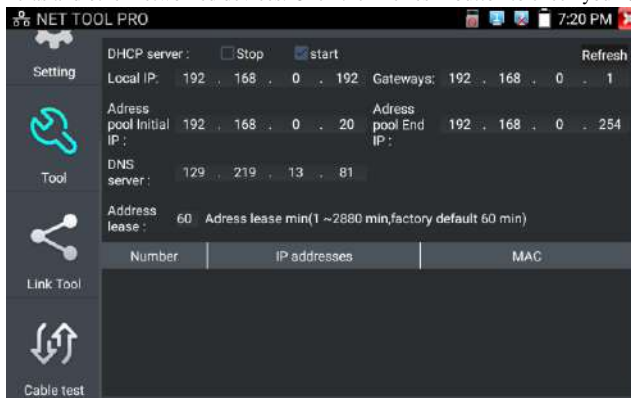 NET TOOL PRO 7:20 PM
Setting
Tool
Link Tool
Cable test
DHCP server : Stop start Refresh
Local IP: 192 . 168 . 0 . 192 Gateways: 192 . 168 . 0 . 1
Adress pool Initial IP : 192 . 168 . 0 . 20 Adress pool End IP : 192 . 168 . 0 . 254
DNS server : 129 . 219 . 13 . 81
Address lease : 60 Adress lease min(1 ~2880 min,factory default 60 min)
Number IP addresses MAC